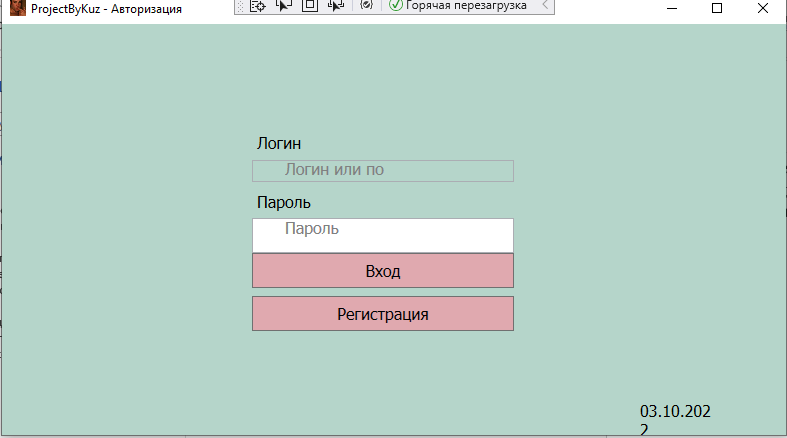 ProjectByKuz - Авторизация
Горячая перезагрузка
Логин
Логин или по
Пароль
Пароль
Вход
Регистрация
03.10.202
2